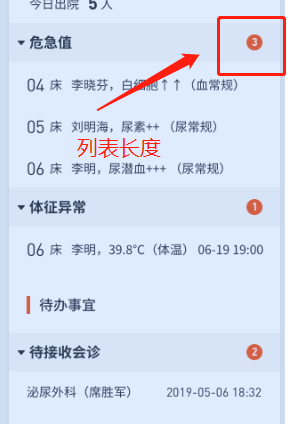 今日出院 5 人
危急值 3
04 床 李晓芬，白细胞↑↑（血常规）
05 床 刘明海，尿素++ （尿常规）
列表长度
06 床 李明，尿潜血+++ （尿常规）
体征异常 1
06 床 李明，39.8℃（体温） 06-19 19:00
待办事宜
待接收会诊 2
泌尿外科（席胜军） 2019-05-06 18:32